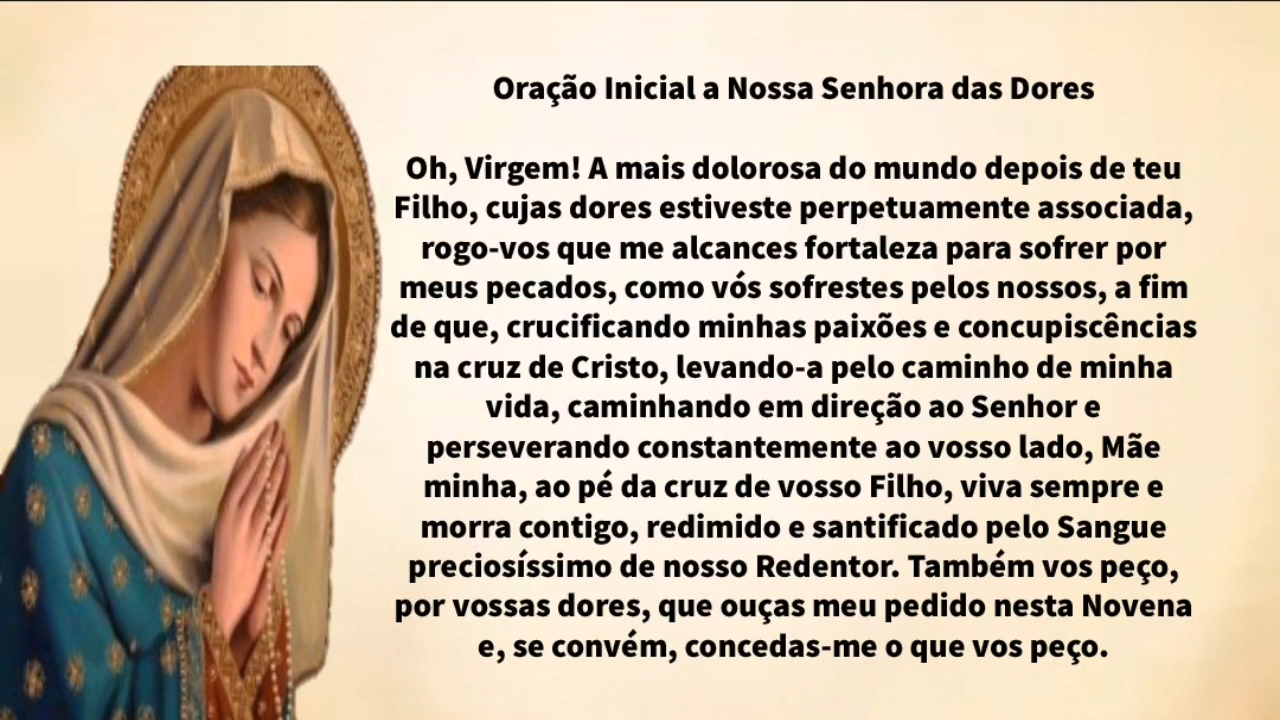 Oração Inicial a Nossa Senhora das Dores
Oh, Virgem! A mais dolorosa do mundo depois de teu
Filho, cujas dores estiveste perpetuamente associada,
rogo-vos que me alcances fortaleza para sofrer por
meus pecados, como vós sofrestes pelos nossos, a fim
de que, crucificando minhas paixões e concupiscências
na cruz de Cristo, levando-a pelo caminho de minha
vida, caminhando em direção ao Senhor e
perseverando constantemente ao vosso lado, Mãe
minha, ao pé da cruz de vosso Filho, viva sempre e
morra contigo, redimido e santificado pelo Sangue
preciosíssimo de nosso Redentor. Também vos peço,
por vossas dores, que ouças meu pedido nesta Novena
e, se convém, concedas-me o que vos peço.